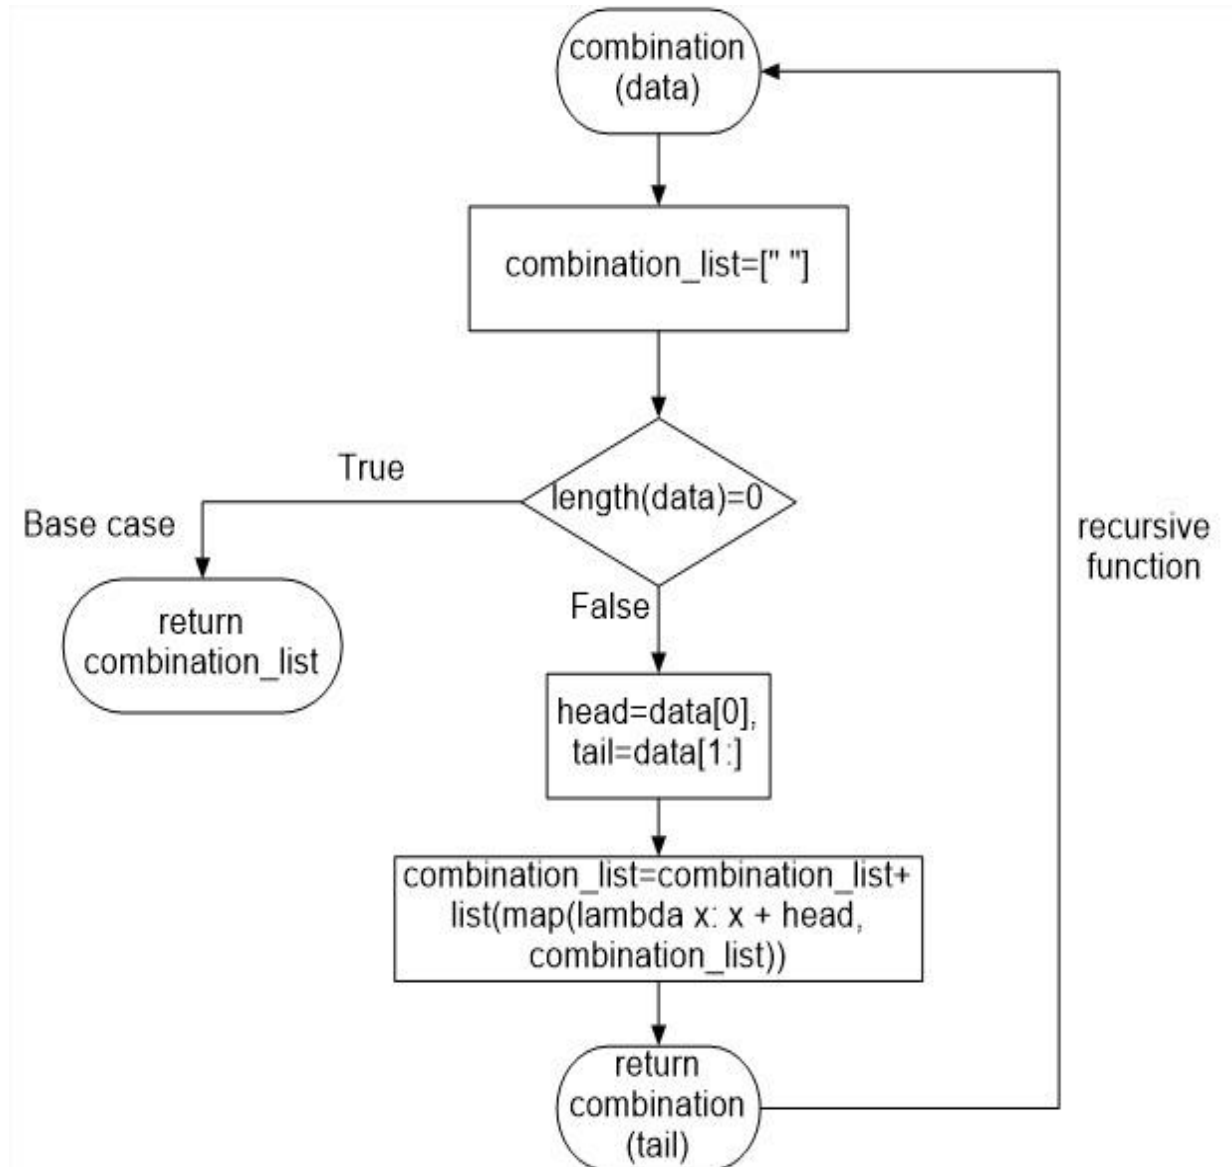 combination
(data)
combination_list=[" "]
length(data)=0
True
Base case
return
combination_list
False
head=data[0],
tail=data[1:]
combination_list=combination_list+
list(map(lambda x: x + head,
combination_list))
return
combination
(tail)
recursive
function